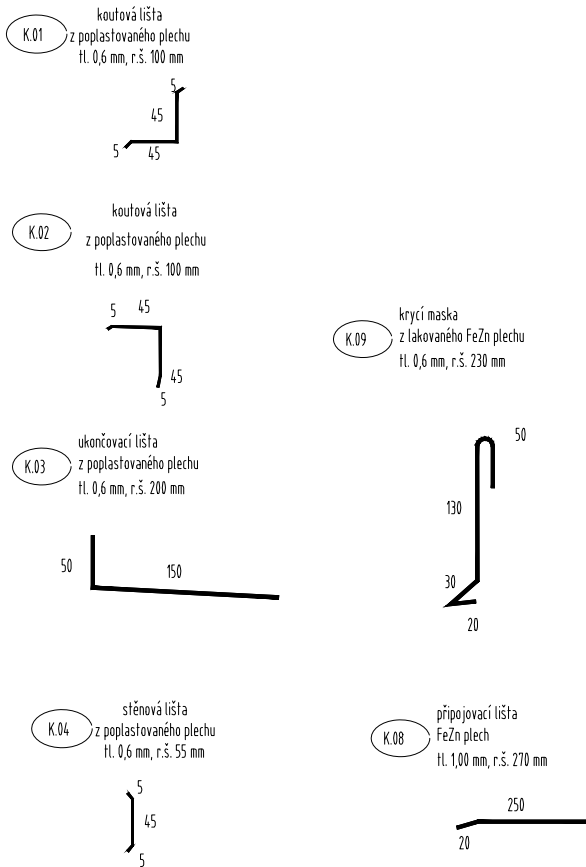 K.01
koutová lišta
z poplastovaného plechu
tl. 0,6 mm, r.š. 100 mm
5
45
5
45
K.02
koutová lišta
z poplastovaného plechu
tl. 0,6 mm, r.š. 100 mm
5
45
45
5
K.03
ukončovací lišta
z poplastovaného plechu
tl. 0,6 mm, r.š. 200 mm
50
150
K.04
stěnová lišta
z poplastovaného plechu
tl. 0,6 mm, r.š. 55 mm
5
45
5
K.09
krycí maska
z lakovaného FeZn plechu
tl. 0,6 mm, r.š. 230 mm
50
130
30
20
K.08
připojovací lišta
FeZn plech
tl. 1,00 mm, r.š. 270 mm
250
20